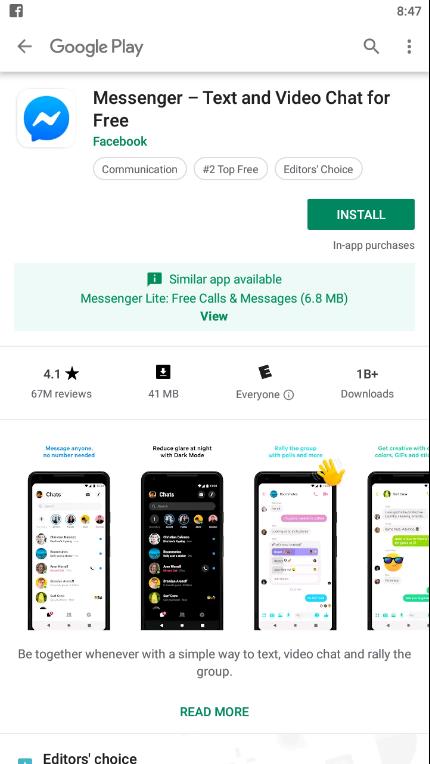 8:47
Google Play
Messenger – Text and Video Chat for
Free
Facebook
Communication
#2 Top Free
Editors' Choice
INSTALL
In-app purchases
Similar app available
Messenger Lite: Free Calls & Messages (6.8 MB)
View
4.1 ★
67M reviews
41 MB
E
Everyone
1B+
Downloads
Message anyone,
no number needed
Reduce glare at night
with Dark Mode
Rally the group
with polls and more
Get creative with
colors, GIFs and
Chats
Chats
Roommates
Surf Crew
Be together whenever with a simple way to text, video chat and rally the
group.
READ MORE
Editors' choice